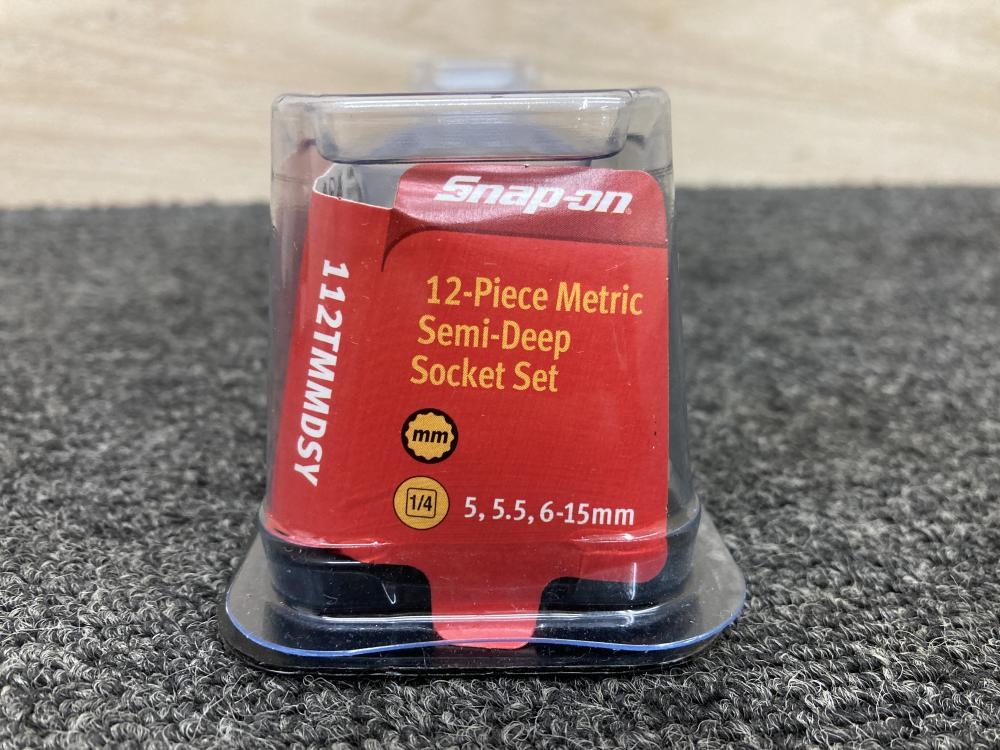 Snap-on
12-Piece Metric
Semi-Deep
Socket Set
mm
1/4
5, 5.5, 6-15mm
112TMMDSY